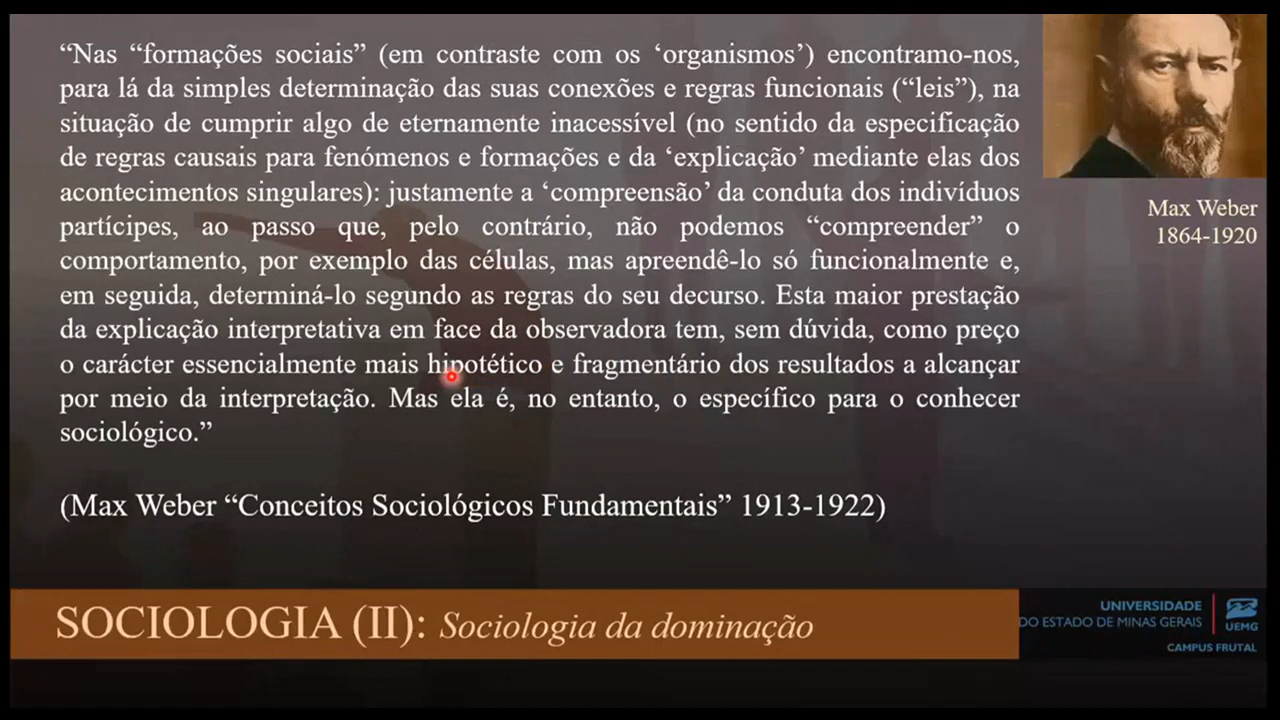 “Nas “formações sociais” (em contraste com os ‘organismos’) encontramo-nos,
para lá da simples determinação das suas conexões e regras funcionais (“leis”), na
situação de cumprir algo de eternamente inacessível (no sentido da especificação
de regras causais para fenómenos e formações e da ‘explicação’ mediante elas dos
acontecimentos singulares): justamente a ‘compreensão’ da conduta dos indivíduos
partícipes, ao passo que, pelo contrário, não podemos “compreender” o
comportamento, por exemplo das células, mas apreendê-lo só funcionalmente e,
em seguida, determiná-lo segundo as regras do seu decurso. Esta maior prestação
da explicação interpretativa em face da observadora tem, sem dúvida, como preço
o carácter essencialmente mais hipotético e fragmentário dos resultados a alcançar
por meio da interpretação. Mas ela é, no entanto, o específico para o conhecer
sociológico.”
(Max Weber “Conceitos Sociológicos Fundamentais” 1913-1922)
Max Weber
1864-1920
SOCIOLOGIA (II): Sociologia da dominação
UNIVERSIDADE
DO ESTADO DE MINAS GERAIS
UEMG
CAMPUS FRUTAL